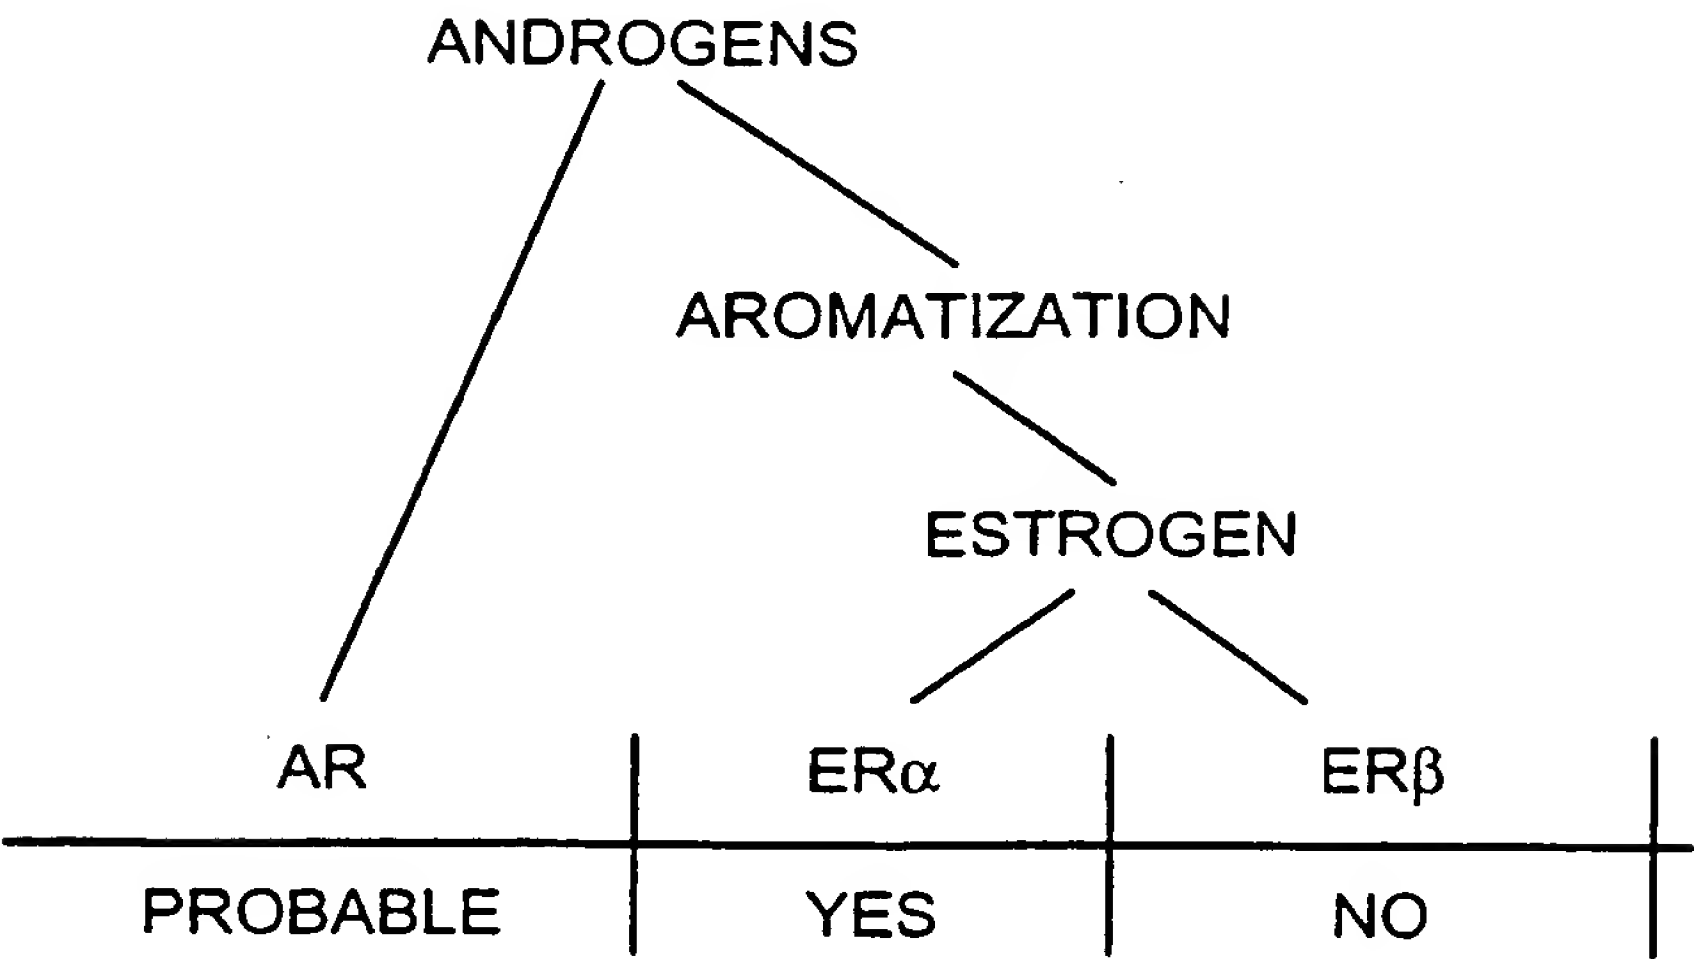 ANDROGENS
AROMATIZATION
ESTROGEN
AR ERα ERβ
PROBABLE YES NO